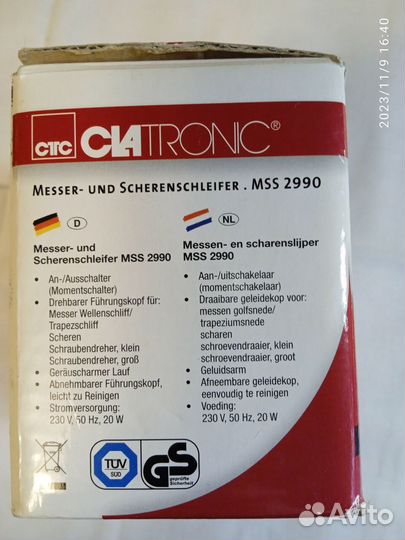 2023/11/9 16:40
CTC CLATRONIC®
MESSER- UND SCHERENSCHLEIFER . MSS 2990
D
Messer- und
Scherenschleifer MSS 2990
• An-/Ausschalter
(Momentschalter)
• Drehbarer Führungskopf für:
Messer Wellenschliff/
Trapezschliff
Scheren
Schraubendreher, klein
Schraubendreher, groß
• Geräuscharmer Lauf
• Abnehmbarer Führungskopf,
leicht zu Reinigen
• Stromversorgung:
230 V, 50 Hz, 20 W
NL
Messen- en scharenslijper
MSS 2990
• Aan-/uitschakelaar
(momentschakelaar)
• Draaibare geleidekop voor:
messen golfsnede/
trapeziumsnede
scharen
schroevendraaier, klein
schroevendraaier, groot
• Geluidsarm
• Afneembare geleidekop,
eenvoudig te reinigen
• Voeding:
230 V, 50 Hz, 20 W
TÜV
SÜD
GS
geprüfte
Sicherheit
Avito